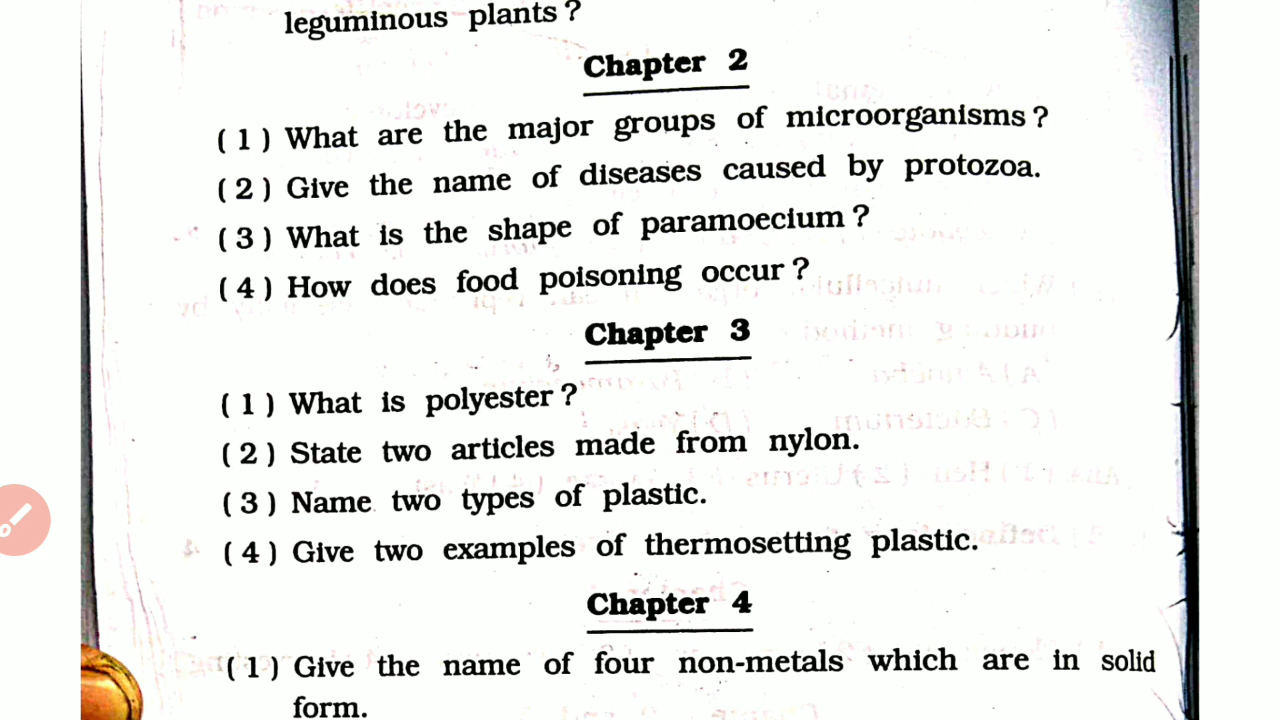 leguminous plants ?
Chapter 2
( 1 ) What are the major groups of microorganisms ?
( 2 ) Give the name of diseases caused by protozoa.
( 3 ) What is the shape of paramoecium ?
( 4 ) How does food poisoning occur ?
Chapter 3
( 1 ) What is polyester ?
( 2 ) State two articles made from nylon.
( 3 ) Name two types of plastic.
( 4 ) Give two examples of thermosetting plastic.
Chapter 4
( 1 ) Give the name of four non-metals which are in solid
form.